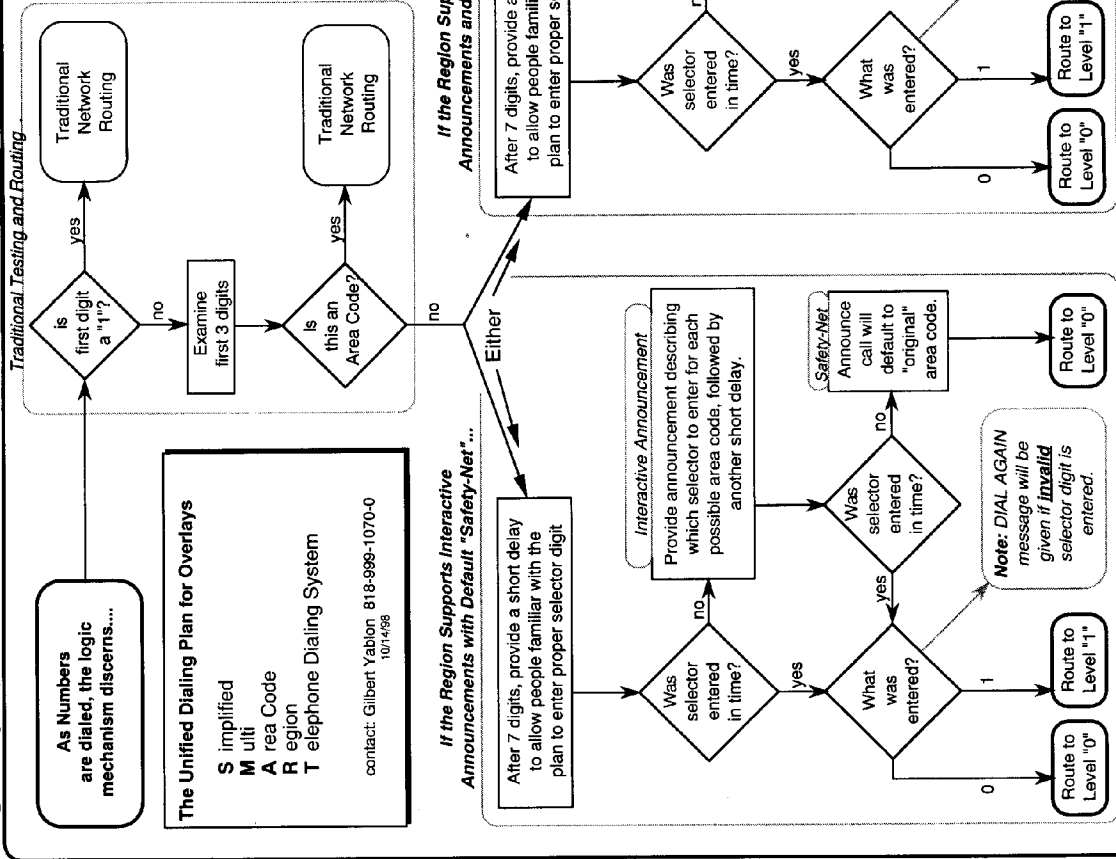 As Numbers
are dialed, the logic
mechanism discerns....
Traditional Testing and Routing...
is
first digit
a "1"?
yes
Traditional
Network
Routing
no
Examine
first 3 digits
Is
this an
Area Code?
yes
Traditional
Network
Routing
no
Either
The Unified Dialing Plan for Overlays
S implified
M ulti
A rea Code
R egion
T elephone Dialing System
contact: Gilbert Yablon 818-999-1070-0
10/14/98
If the Region Supports Interactive
Announcements with Default "Safety-Net"...
After 7 digits, provide a short delay
to allow people familiar with the
plan to enter proper selector digit
Was
selector
entered
in time?
no
Interactive Announcement
Provide announcement describing
which selector to enter for each
possible area code, followed by
another short delay.
yes
Was
selector
entered
in time?
no
Safety-Net
Announce
call will
default to
"original"
area code.
yes
What
was
entered?
0
1
Note: DIAL AGAIN
message will be
given if invalid
selector digit is
entered.
Route to
Level "0"
Route to
Level "1"
Route to
Level "0"
If the Region
Announcements and
After 7 digits, provide a
to allow people
plan to enter proper
Was
selector
entered
in time?
yes
What
was
entered?
0
1
Route to
Level "0"
Route to
Level "1"